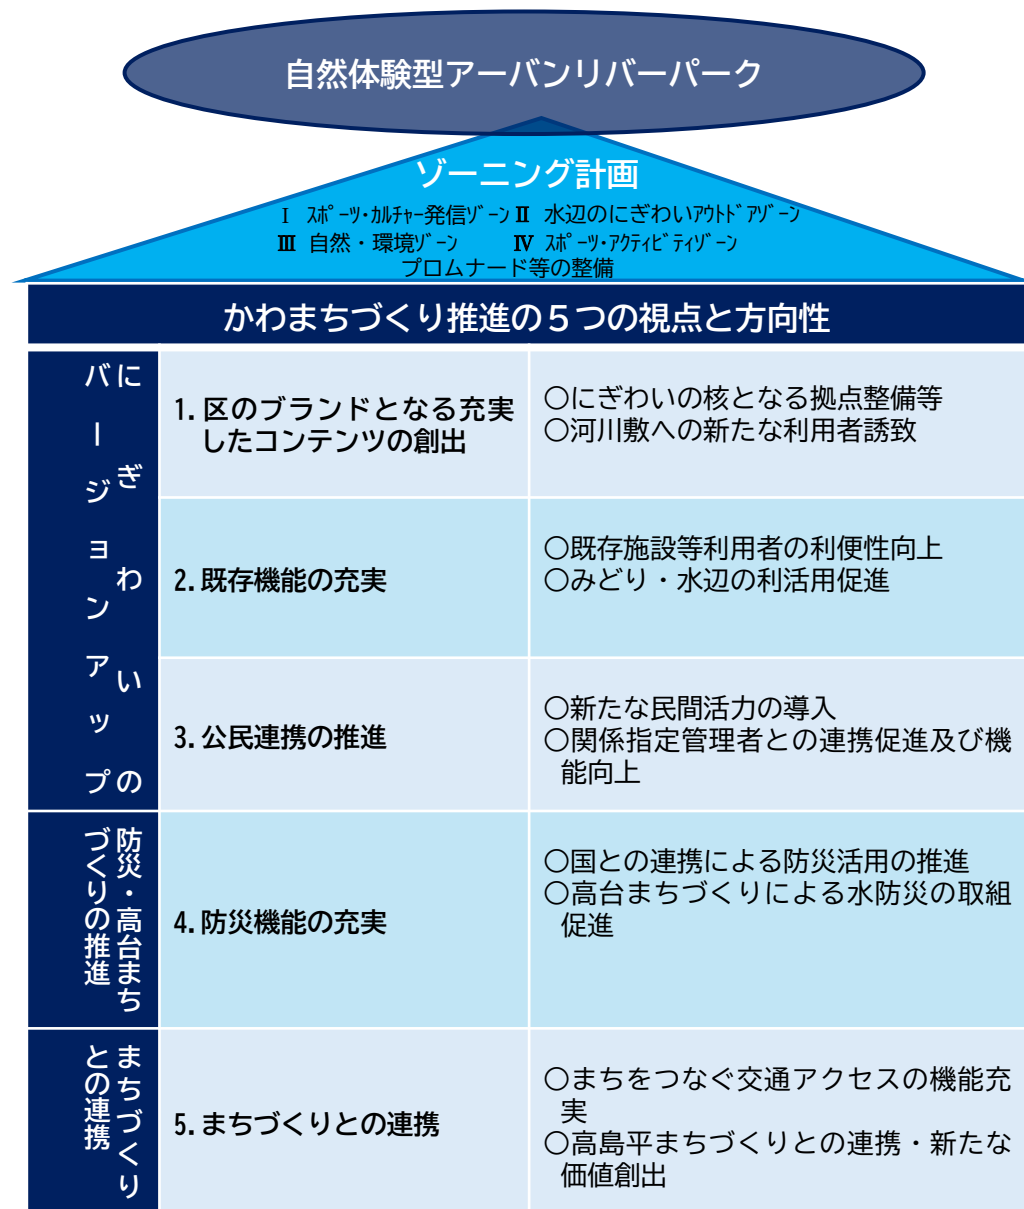 自然体験型アーバンリバーパーク
ゾーニング計画
Ⅰ ｽﾎﾟｰﾂ･ｶﾙﾁｬｰ発信ｿﾞｰﾝ Ⅱ 水辺のにぎわいｱｳﾄﾄﾞｱｿﾞｰﾝ
Ⅲ 自然・環境ｿﾞｰﾝ Ⅳ ｽﾎﾟｰﾂ･ｱｸﾃｨﾋﾞﾃｨｿﾞｰﾝ
プロムナード等の整備
かわまちづくり推進の５つの視点と方向性
にぎわいの
バージョンアップ
1. 区のブランドとなる充実
したコンテンツの創出
○にぎわいの核となる拠点整備等
○河川敷への新たな利用者誘致
2. 既存機能の充実
○既存施設等利用者の利便性向上
○みどり・水辺の利活用促進
3. 公民連携の推進
○新たな民間活力の導入
○関係指定管理者との連携促進及び機
能向上
防災・高台まち
づくりの推進
4. 防災機能の充実
○国との連携による防災活用の推進
○高台まちづくりによる水防災の取組
促進
まちづくり
との連携
5. まちづくりとの連携
○まちをつなぐ交通アクセスの機能充
実
○高島平まちづくりとの連携・新たな
価値創出